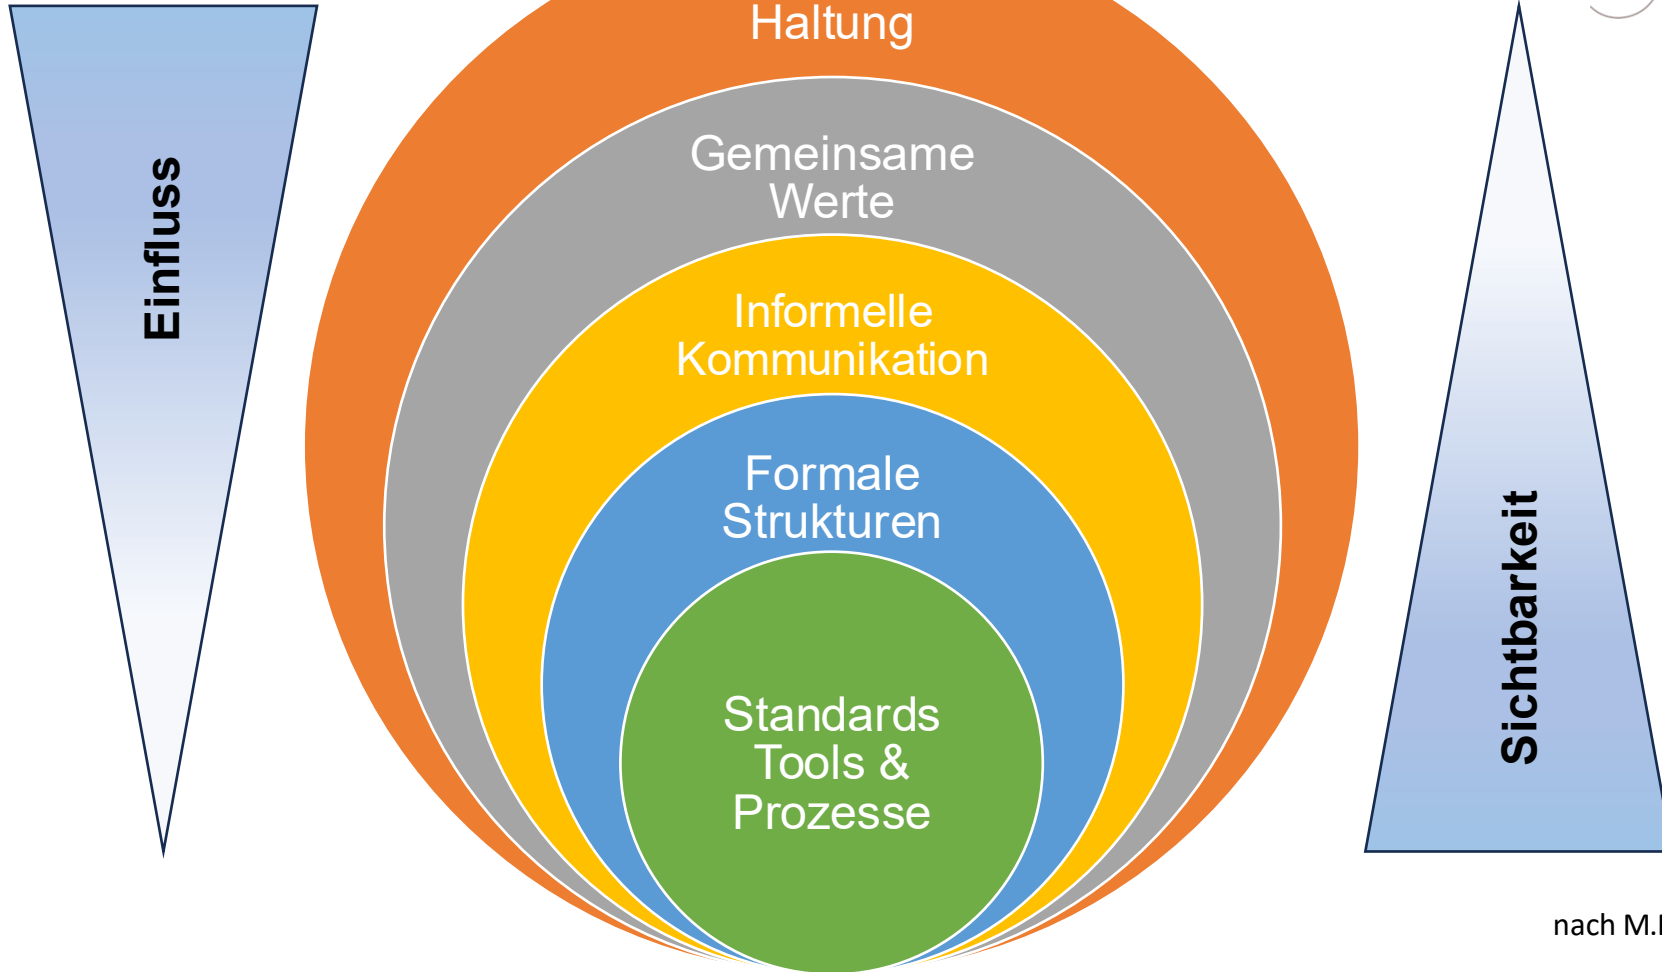 Haltung
Gemeinsame
Werte
Informelle
Kommunikation
Formale
Strukturen
Standards
Tools &
Prozesse
Einfluss
Sichtbarkeit
nach M.